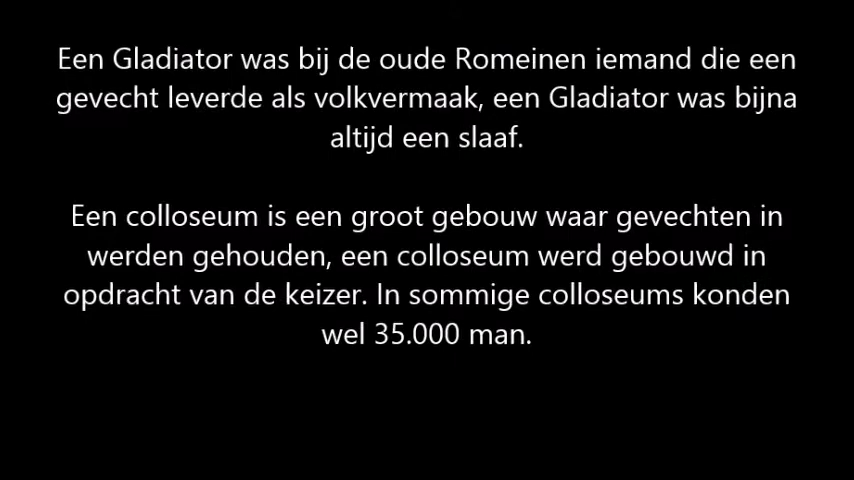 Een Gladiator was bij de oude Romeinen iemand die een
gevecht leverde als volkvermaak, een Gladiator was bijna
altijd een slaaf.
Een colloseum is een groot gebouw waar gevechten in
werden gehouden, een colloseum werd gebouwd in
opdracht van de keizer. In sommige colloseums konden
wel 35.000 man.